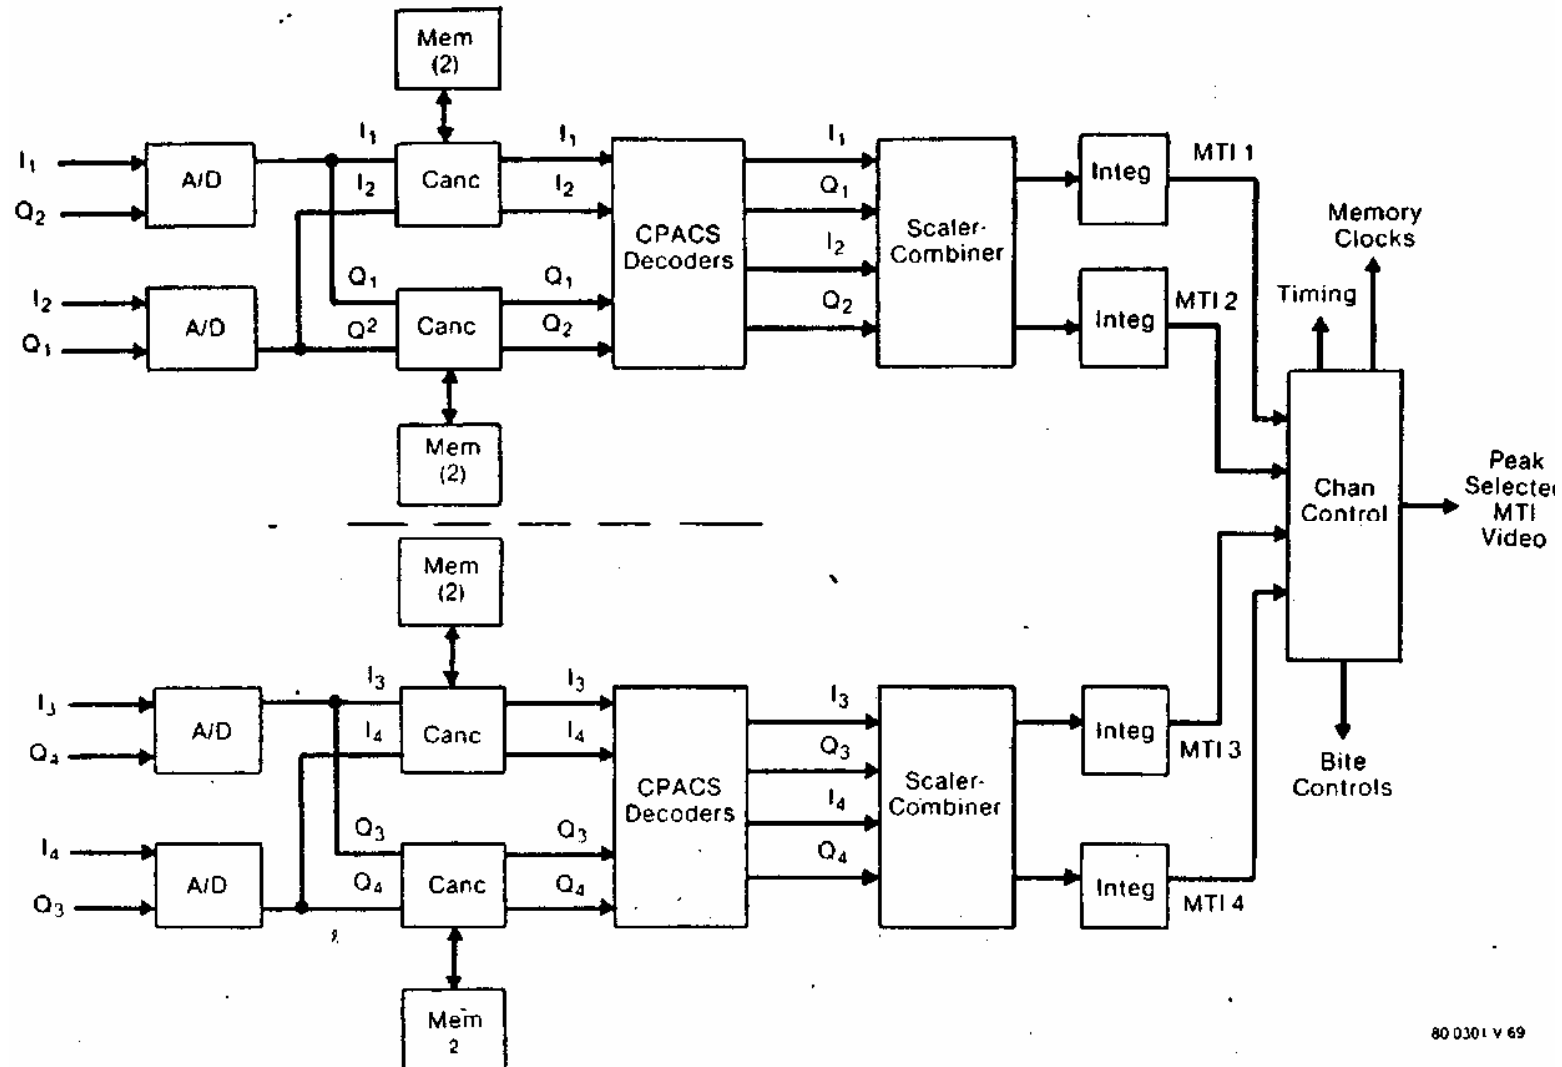 Mem
(2)
I1
I1
I1
I1
A/D
I2
Canc
I2
Q1
Integ
MTI 1
Q2
CPACS
Decoders
Scaler-
Combiner
I2
Memory
Clocks
Q1
Q1
Q2
I2
A/D
Q2
Canc
Q2
Integ
MTI 2
Timing
Q1
Mem
(2)
Chan
Control
Peak
Selected
MTI
Video
Mem
(2)
I3
I3
I3
I3
A/D
I4
Canc
I4
Q3
Integ
MTI 3
Q4
CPACS
Decoders
Scaler-
Combiner
I4
Bite
Controls
Q3
Q3
Q4
I4
A/D
Q4
Canc
Q4
Integ
MTI 4
Q3
Mem
2
80 0301 V 69